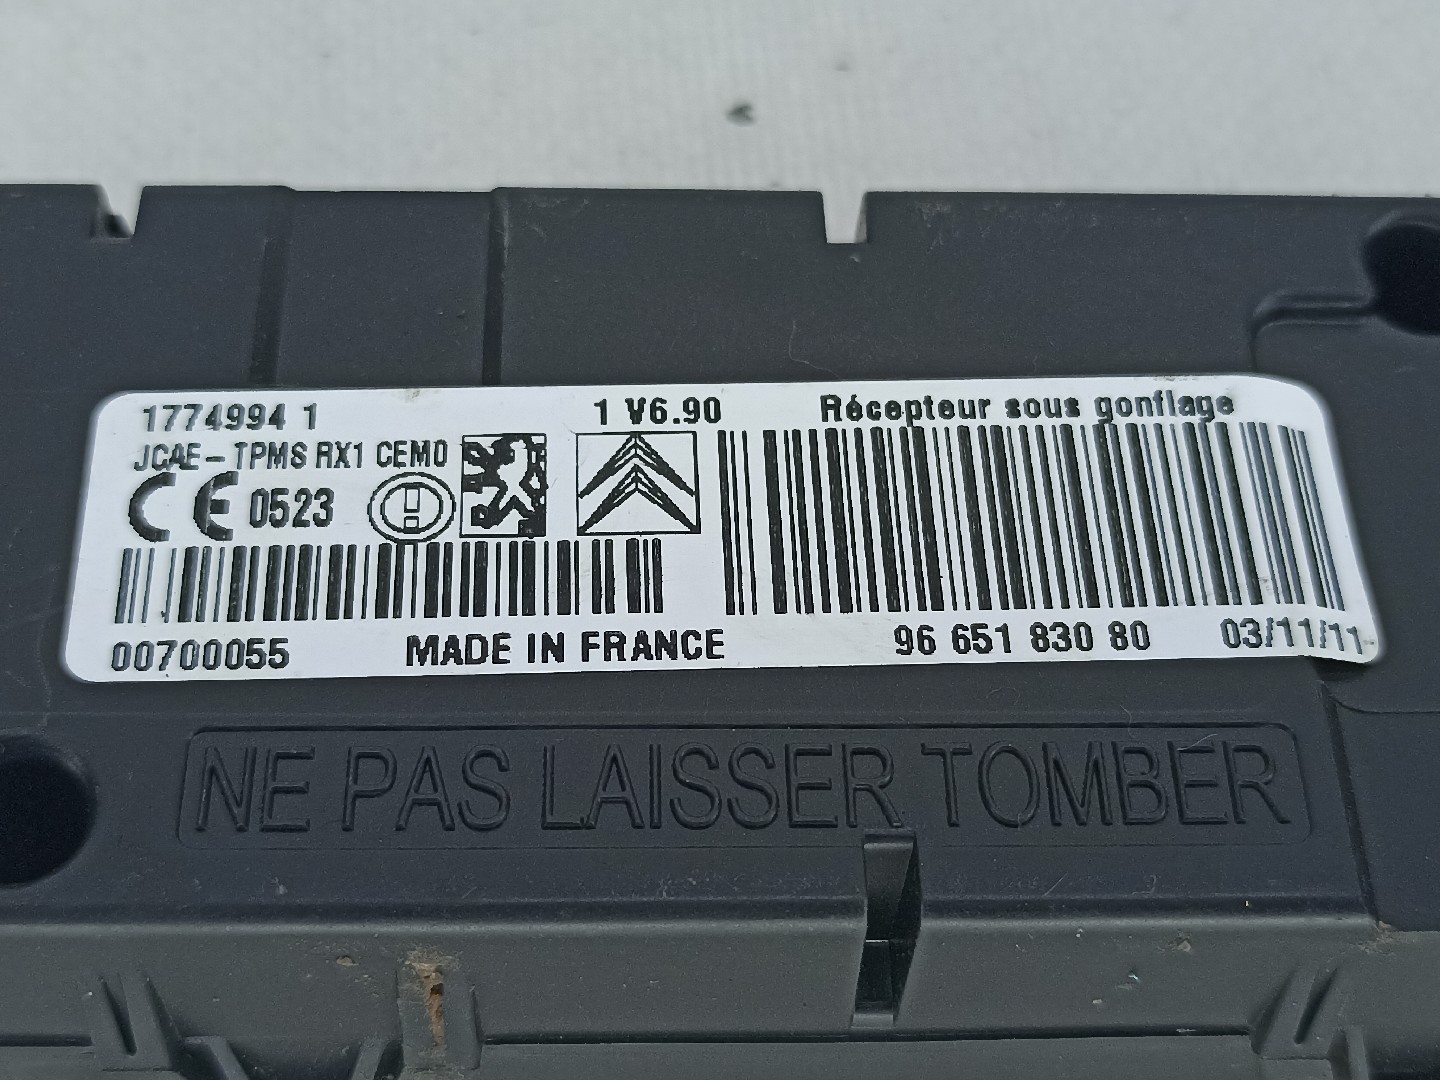 1774994 1 1 V6.90 Récepteur sous gonflage
JCAE-TPMS RX1 CEM0
CE 0523
00700055 MADE IN FRANCE 96 651 830 80 03/11/11
NE PAS LAISSER TOMBER